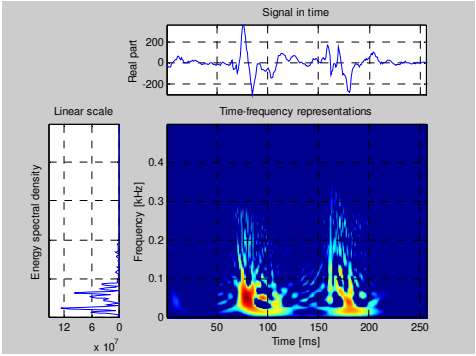 Signal in time
Real part
200
0
-200
Linear scale
Energy spectral density
12 6 0
x 10^7
Time-frequency representations
Frequency [kHz]
0.4
0.3
0.2
0.1
0
50 100 150 200 250
Time [ms]